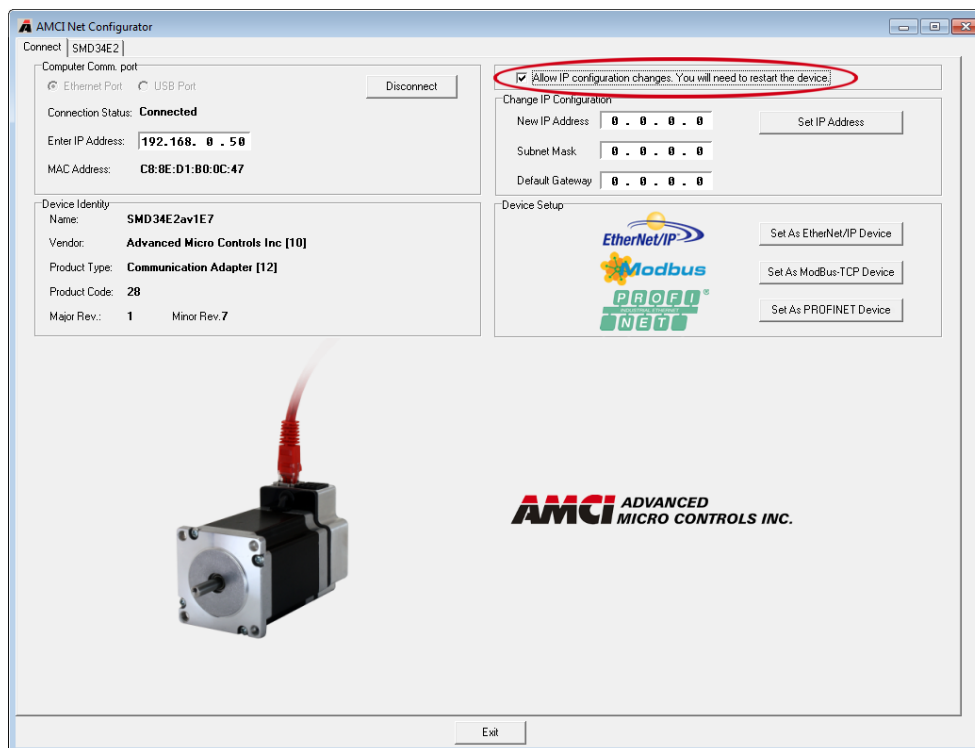 AMCI Net Configurator
Connect SMD34E2
Computer Comm. port
Ethernet Port USB Port Disconnect
Connection Status: Connected
Enter IP Address: 192.168. 0 .50
MAC Address: C8:8E:D1:B0:0C:47
Allow IP configuration changes. You will need to restart the device.
Change IP Configuration
New IP Address 0 . 0 . 0 . 0 Set IP Address
Subnet Mask 0 . 0 . 0 . 0
Default Gateway 0 . 0 . 0 . 0
Device Identity
Name: SMD34E2av1E7
Vendor: Advanced Micro Controls Inc [10]
Product Type: Communication Adapter [12]
Product Code: 28
Major Rev.: 1 Minor Rev. 7
Device Setup
EtherNet/IP™ Set As EtherNet/IP Device
Modbus Set As ModBus-TCP Device
PROFI®
INDUSTRIAL ETHERNET
NET
Set As PROFINET Device
AMCI ADVANCED
MICRO CONTROLS INC.
Exit